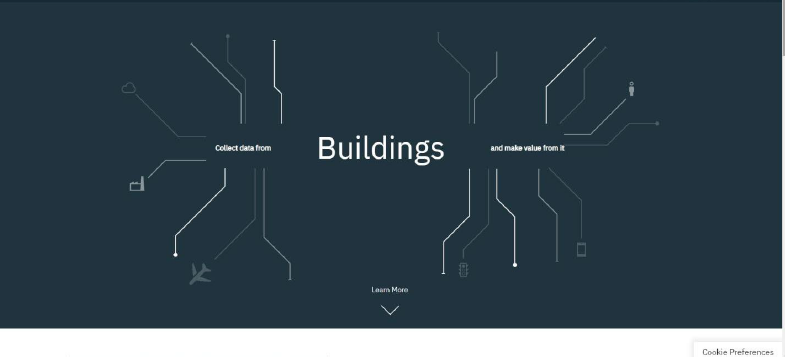 Collect data from Buildings and make value from it
Learn More
Cookie Preferences